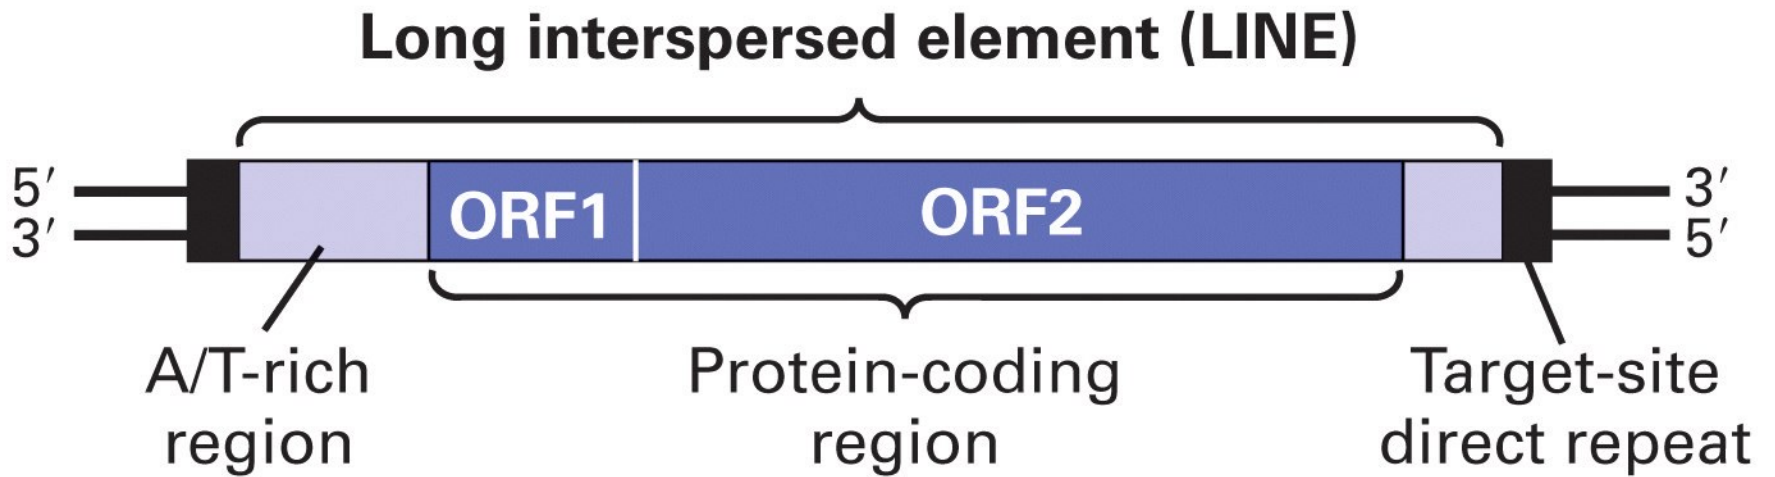 Long interspersed element (LINE)
5′
3′
ORF1
ORF2
3′
5′
A/T-rich
region
Protein-coding
region
Target-site
direct repeat